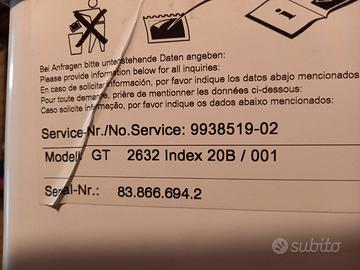 Bei Anfragen bitte untenstehende Daten angeben:
Please provide information below for all inquiries:
En caso de solicitar información, por favor indique los datos abajo mencionados
Pour toute demande, prière de mentionner les données ci-dessous:
Caso solicite informação, por favor indique os dados abaixo mencionados:
Service-Nr./No.Service: 9938519-02
Modell: GT 2632 Index 20B / 001
Serial-Nr.: 83.866.694.2
subito